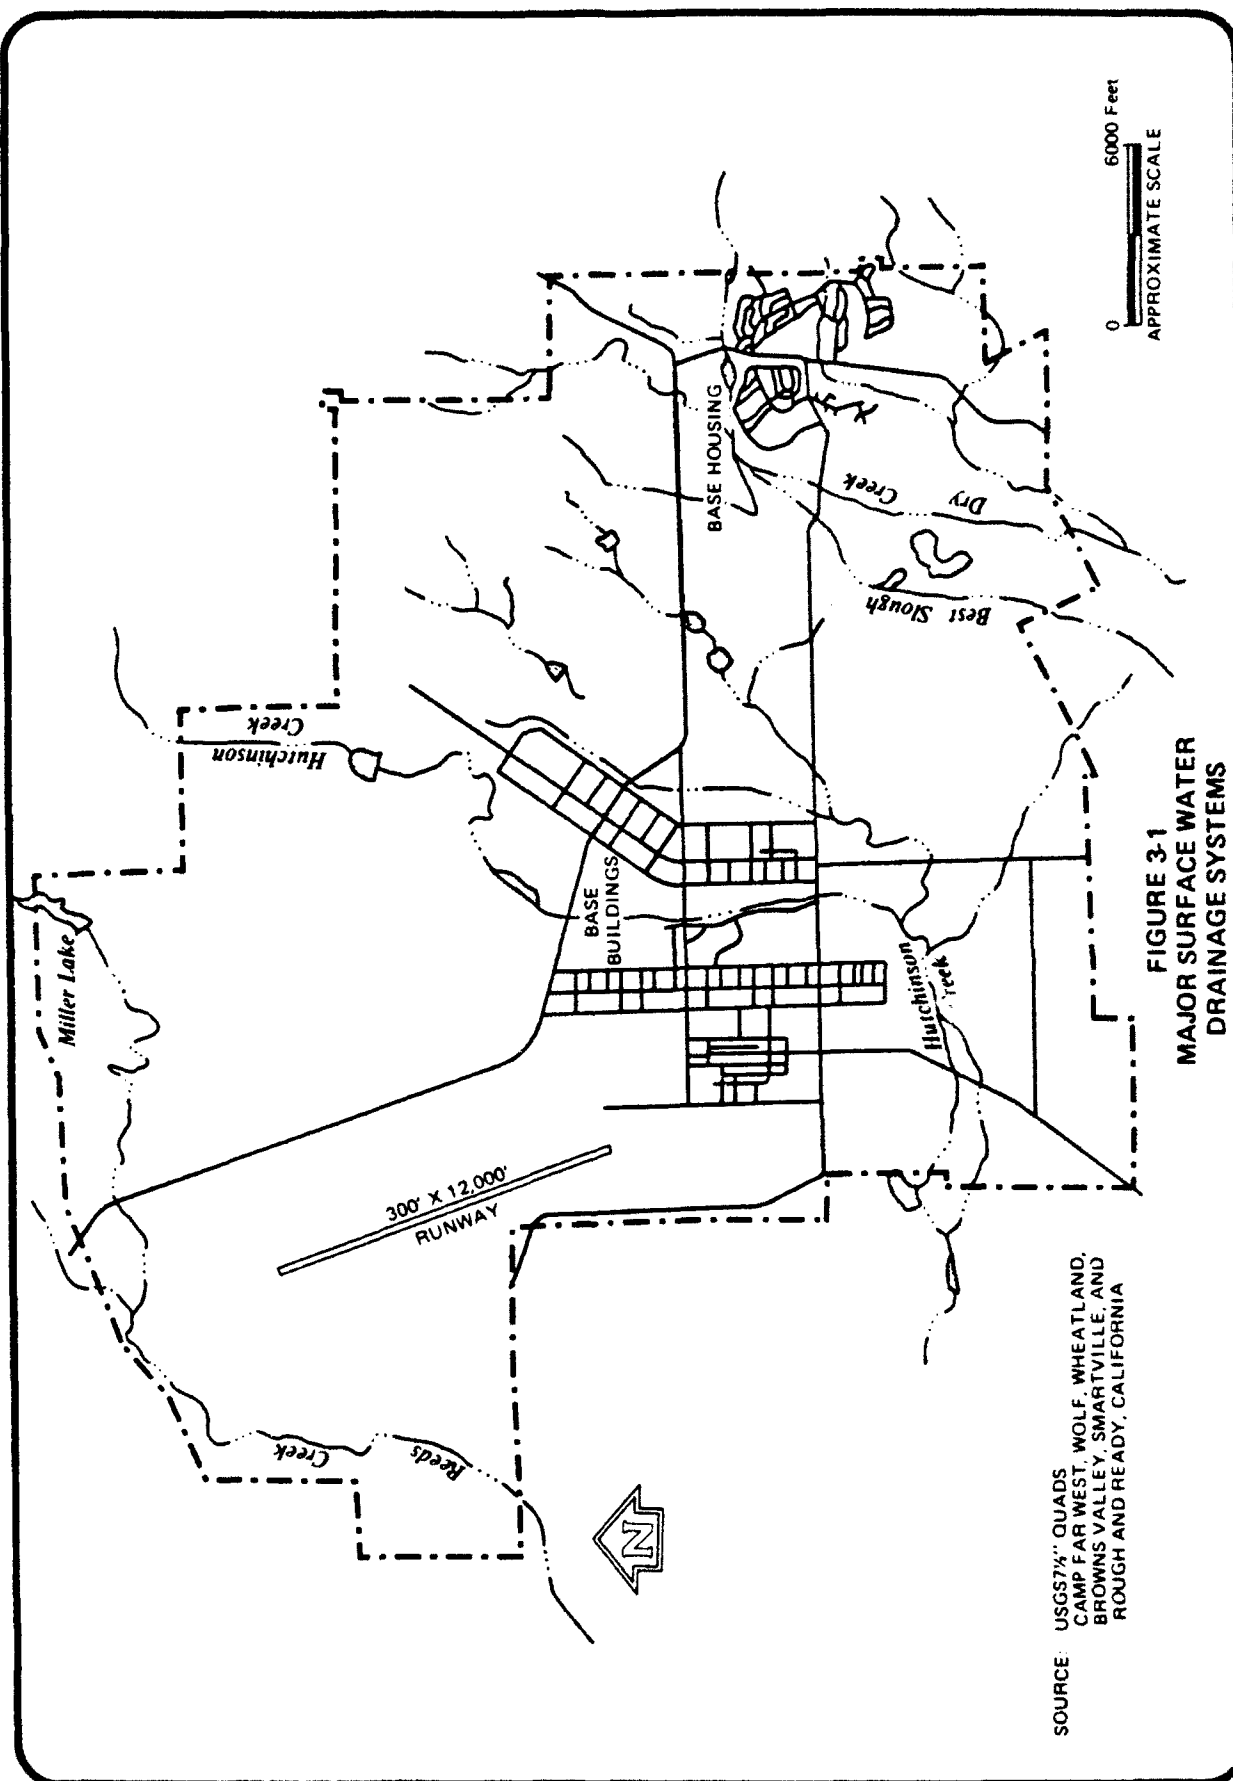 Miller Lake
Hutchinson
Creek
Reeds
Creek
300' X 12,000'
RUNWAY
BASE
BUILDINGS
BASE HOUSING
Dry
Creek
Best
Slough
Hutchinson
reek
N
0 6000 Feet
APPROXIMATE SCALE
SOURCE: USGS7½'' QUADS
CAMP FAR WEST, WOLF, WHEATLAND,
BROWNS VALLEY, SMARTVILLE, AND
ROUGH AND READY, CALIFORNIA
FIGURE 3-1
MAJOR SURFACE WATER
DRAINAGE SYSTEMS